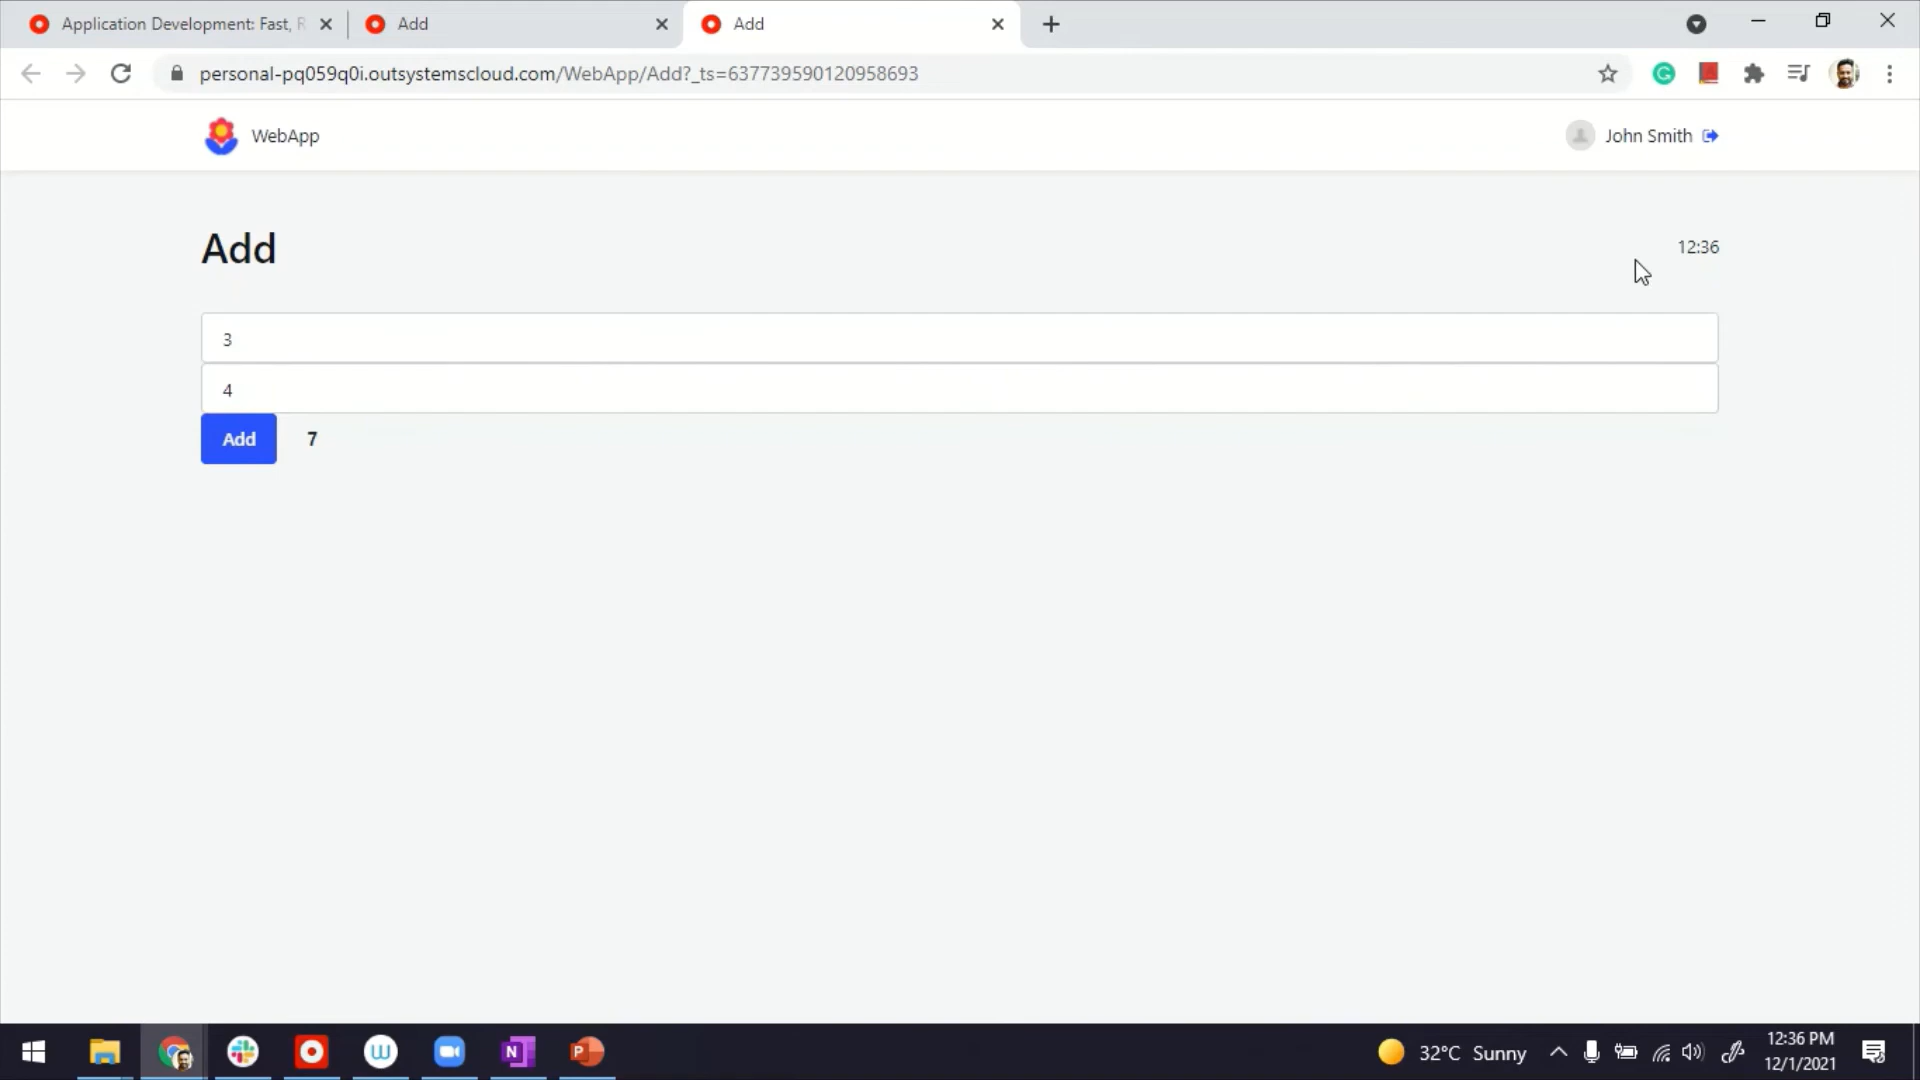 Application Development: Fast, R
Add
Add
personal-pq059q0i.outsystemscloud.com/WebApp/Add?_ts=637739590120958693
WebApp
John Smith
Add
12:36
3
4
Add
7
32°C Sunny
12:36 PM
12/1/2021